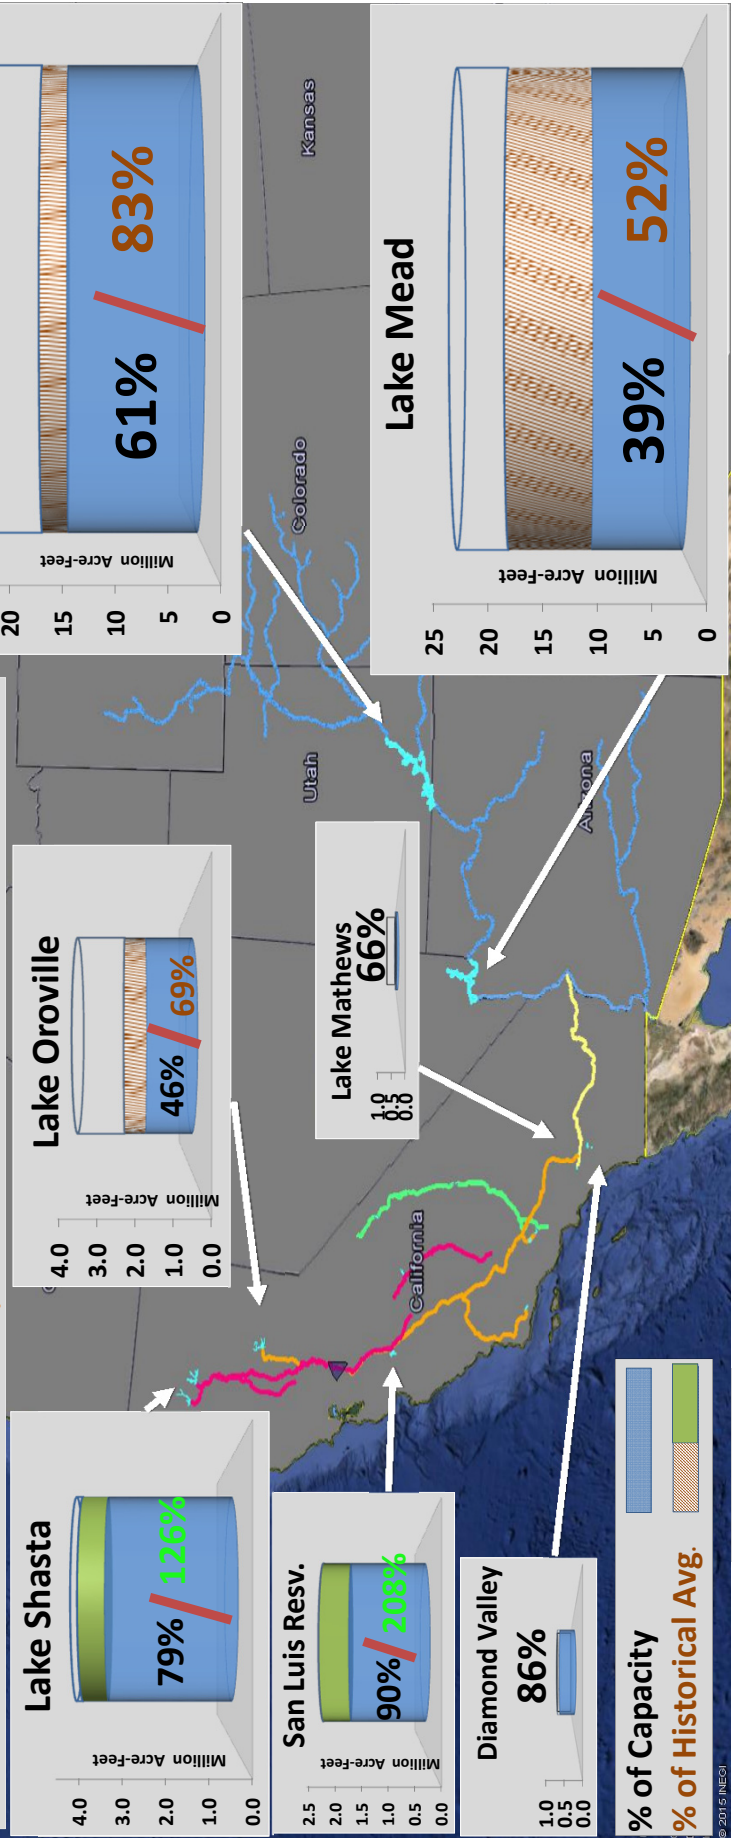 20
15
10
5
0
Million Acre-Feet
61%
83%
Lake Shasta
4.0
3.0
2.0
1.0
0.0
Million Acre-Feet
79%
126%
Lake Oroville
4.0
3.0
2.0
1.0
0.0
Million Acre-Feet
46%
69%
San Luis Resv.
2.5
2.0
1.5
1.0
0.5
0.0
Million Acre-Feet
90%
208%
Lake Mathews
1.0
0.5
0.0
66%
Lake Mead
25
20
15
10
5
0
Million Acre-Feet
39%
52%
Diamond Valley
1.0
0.5
0.0
86%
Utah
Colorado
Kansas
California
Arizona
% of Capacity
% of Historical Avg.
© 2015 INEGI